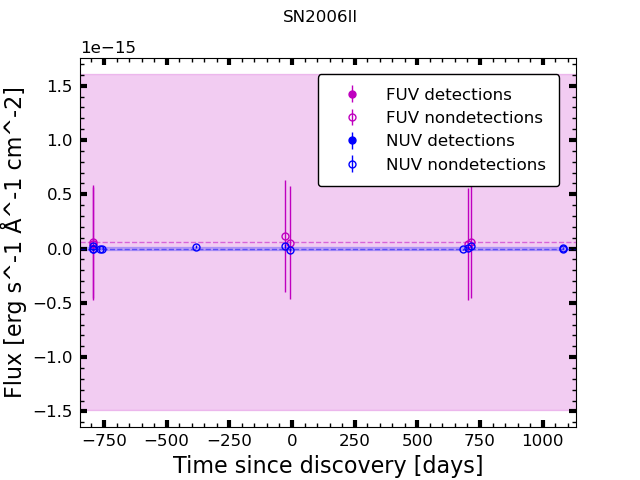 SN2006II
1e−15
Flux [erg s^-1 Å^-1 cm^-2]
1.5
1.0
0.5
0.0
−0.5
−1.0
−1.5
FUV detections
FUV nondetections
NUV detections
NUV nondetections
−750 −500 −250 0 250 500 750 1000
Time since discovery [days]